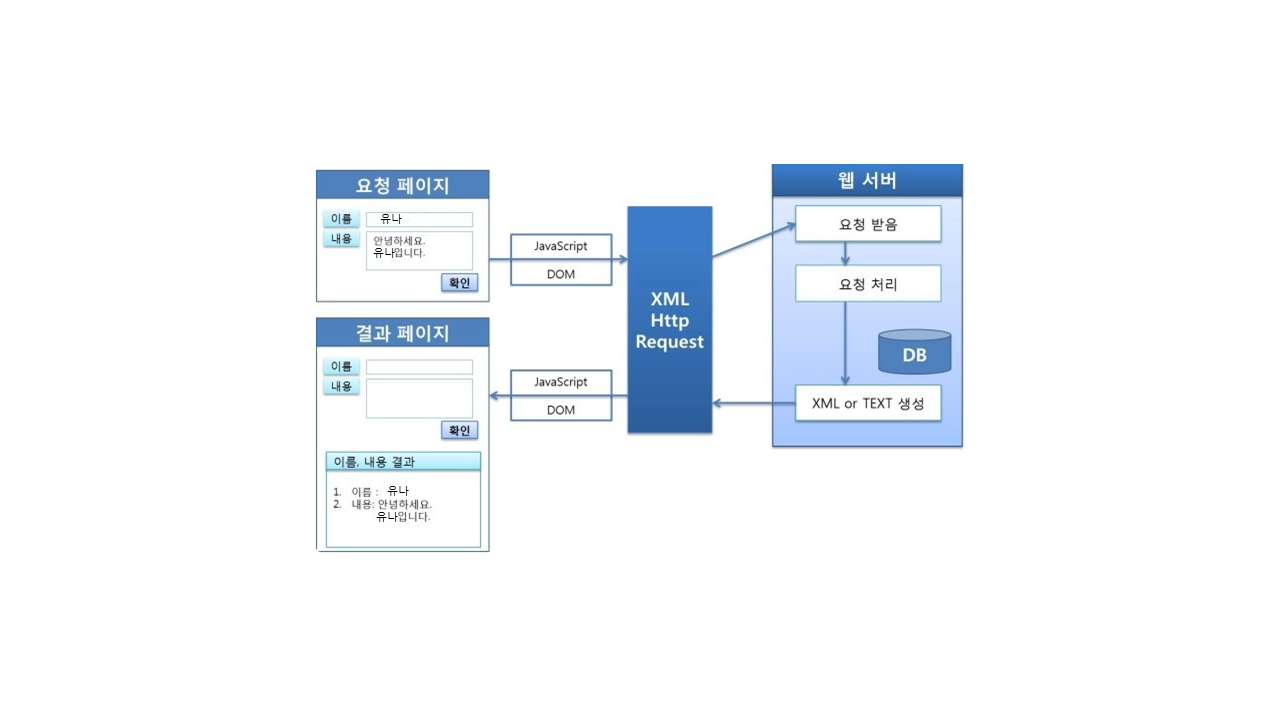 요청 페이지
이름
유나
내용
안녕하세요.
유나입니다.
확인
JavaScript
DOM
XML
Http
Request
웹 서버
요청 받음
요청 처리
DB
XML or TEXT 생성
JavaScript
DOM
결과 페이지
이름
내용
확인
이름, 내용 결과
1. 이름 : 유나
2. 내용: 안녕하세요.
유나입니다.